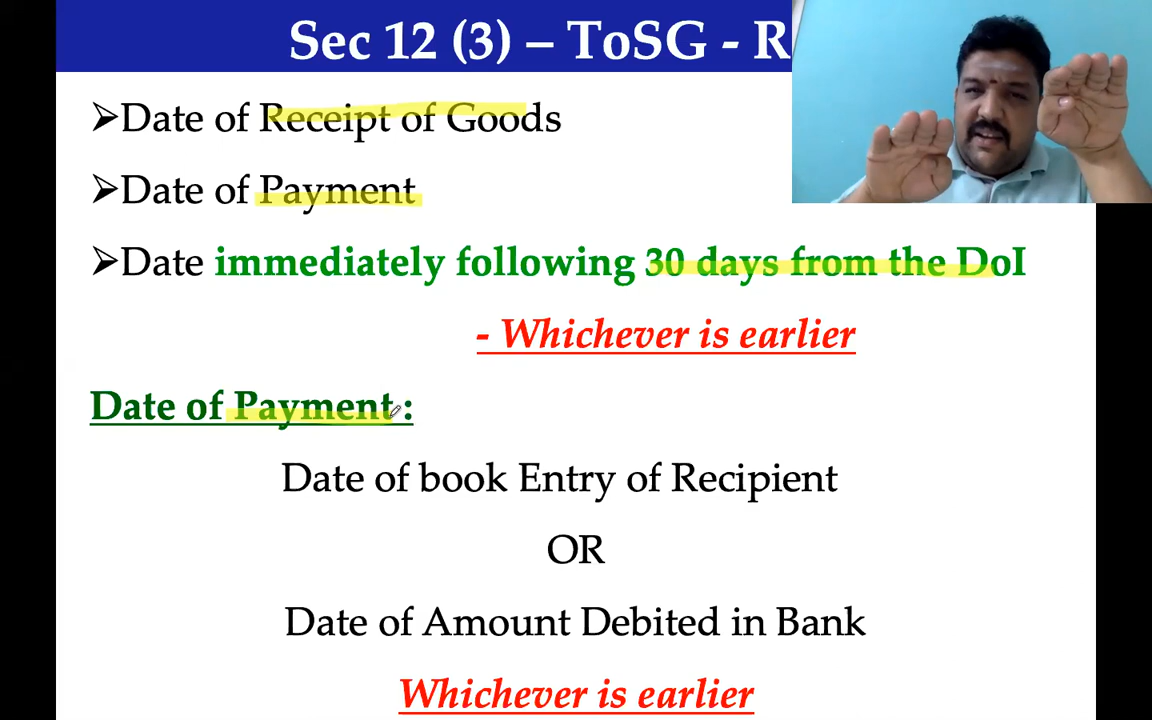 Sec 12 (3) – ToSG - R
➢Date of Receipt of Goods
➢Date of Payment
➢Date immediately following 30 days from the DoI
- Whichever is earlier
Date of Payment :
Date of book Entry of Recipient
OR
Date of Amount Debited in Bank
Whichever is earlier